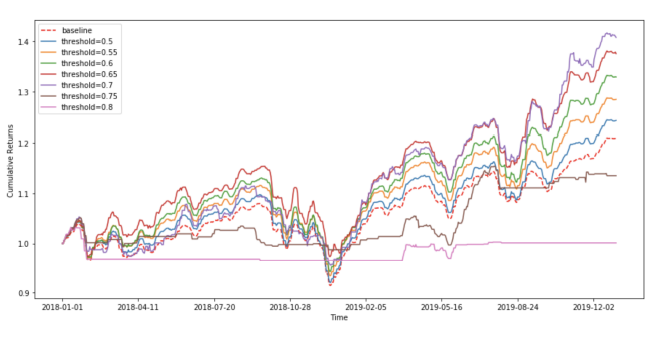 baseline
threshold=0.5
threshold=0.55
threshold=0.6
threshold=0.65
threshold=0.7
threshold=0.75
threshold=0.8
Cumulative Returns
1.4
1.3
1.2
1.1
1.0
0.9
2018-01-01 2018-04-11 2018-07-20 2018-10-28 2019-02-05 2019-05-16 2019-08-24 2019-12-02
Time